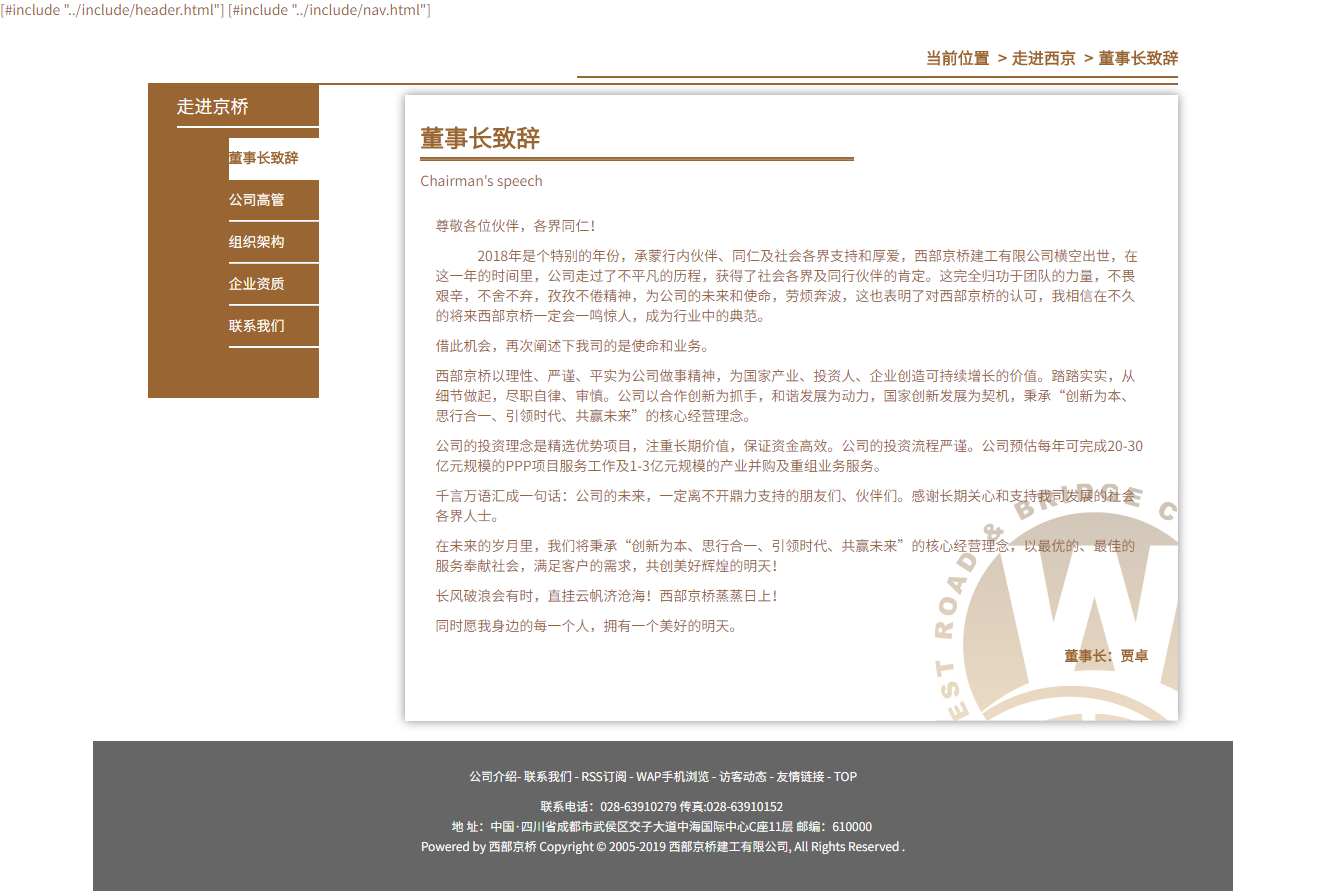 [#include "../include/header.html"] [#include "../include/nav.html"]
当前位置 > 走进西京 > 董事长致辞
走进京桥
董事长致辞
公司高管
组织架构
企业资质
联系我们
董事长致辞
Chairman's speech
尊敬各位伙伴，各界同仁！
2018年是个特别的年份，承蒙行内伙伴、同仁及社会各界支持和厚爱，西部京桥建工有限公司横空出世，在
这一年的时间里，公司走过了不平凡的历程，获得了社会各界及同行伙伴的肯定。这完全归功于团队的力量，不畏
艰辛，不舍不弃，孜孜不倦精神，为公司的未来和使命，劳烦奔波，这也表明了对西部京桥的认可，我相信在不久
的将来西部京桥一定会一鸣惊人，成为行业中的典范。
借此机会，再次阐述下我司的是使命和业务。
西部京桥以理性、严谨、平实为公司做事精神，为国家产业、投资人、企业创造可持续增长的价值。踏踏实实，从
细节做起，尽职自律、审慎。公司以合作创新为抓手，和谐发展为动力，国家创新发展为契机，秉承“创新为本、
思行合一、引领时代、共赢未来”的核心经营理念。
公司的投资理念是精选优势项目，注重长期价值，保证资金高效。公司的投资流程严谨。公司预估每年可完成20-30
亿元规模的PPP项目服务工作及1-3亿元规模的产业并购及重组业务服务。
千言万语汇成一句话：公司的未来，一定离不开鼎力支持的朋友们、伙伴们。感谢长期关心和支持我司发展的社会
各界人士。
在未来的岁月里，我们将秉承“创新为本、思行合一、引领时代、共赢未来”的核心经营理念，以最优的、最佳的
服务奉献社会，满足客户的需求，共创美好辉煌的明天！
长风破浪会有时，直挂云帆济沧海！西部京桥蒸蒸日上！
同时愿我身边的每一个人，拥有一个美好的明天。
董事长：贾卓
EST ROAD & BRIDGE C
W
公司介绍- 联系我们 - RSS订阅 - WAP手机浏览 - 访客动态 - 友情链接 - TOP
联系电话：028-63910279 传真:028-63910152
地 址：中国·四川省成都市武侯区交子大道中海国际中心C座11层 邮编：610000
Powered by 西部京桥 Copyright © 2005-2019 西部京桥建工有限公司, All Rights Reserved .